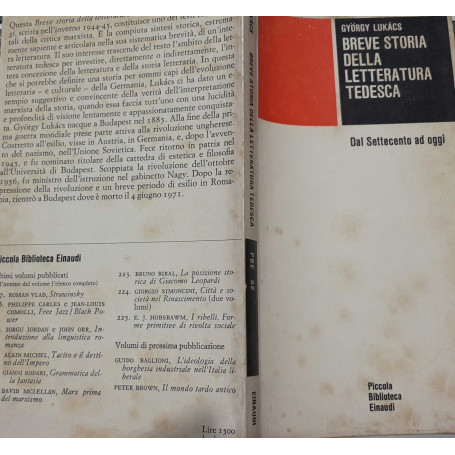 Questa Breve storia della letteratura
gi, scritta nell'inverno 1944-45, costituisce uno dei
tali della critica marxista. È la compiuta sintesi storica, estrema-
mente sapiente e articolata nella sua sistematica brevità, di un'inte-
ra letteratura. Il suo interesse trascende del resto l'ambito della let-
teratura tedesca per investire, direttamente o indirettamente, l'in-
tera concezione della letteratura e della storia letteraria. In questa
che si potrebbe definire una storia per sommi capi dell'evoluzione
letteraria – e culturale – della Germania, Lukács ci ha dato un e-
sempio suggestivo e convincente della verità dell'interpretazione
marxista della storia, quando essa faccia tutt'uno con una lucidità
e profondità di visione lentamente e appassionatamente conquista-
ta. György Lukács nacque a Budapest nel 1885. Alla fine della pri-
ma guerra mondiale prese parte attiva alla rivoluzione ungherese.
Costretto all'esilio, visse in Austria, in Germania, e, dopo l'avven-
to del nazismo, nell'Unione Sovietica. Fece ritorno in patria nel
1945, e fu nominato titolare della cattedra di estetica e filosofia
all'Università di Budapest. Scoppiata la rivoluzione dell'ottobre
1956, fu ministro dell'istruzione nel gabinetto Nagy. Dopo la re-
pressione della rivoluzione e un breve periodo di esilio in Roma-
nia, rientrò a Budapest dove è morto il 4 giugno 1971.
Piccola Biblioteca Einaudi
Ultimi volumi pubblicati
(all'interno del volume l'elenco completo)
ROMAN VLAD, Strawinsky
PHILIPPE CARLES e JEAN-LOUIS
COMOLLI, Free Jazz / Black Po-
wer
IORGU IORDAN e JOHN ORR, In-
troduzione alla linguistica ro-
manza
ALAIN MICHEL, Tacito e il desti-
no dell'Impero
GIANNI RODARI, Grammatica del-
la fantasia
DAVID MCLELLAN, Marx prima
del marxismo
223. BRUNO BIRAL, La posizione sto-
rica di Giacomo Leopardi
224. GIORGIO SIMONCINI, Città e so-
cietà nel Rinascimento (due vo-
lumi)
225. E. J. HOBSBAWM, I ribelli. For-
me primitive di rivolta sociale
Volumi di prossima pubblicazione
GUIDO BAGLIONI, L'ideologia della
borghesia industriale nell'Italia li-
berale
PETER BROWN, Il mondo tardo antico
Lire 1500
LUKÁCS BREVE STORIA DELLA LETTERATURA TEDESCA
PBE
EINAUDI
GYÖRGY LUKÁCS
BREVE STORIA
DELLA
LETTERATURA
TEDESCA
Dal Settecento ad oggi
Piccola
Biblioteca
Einaudi